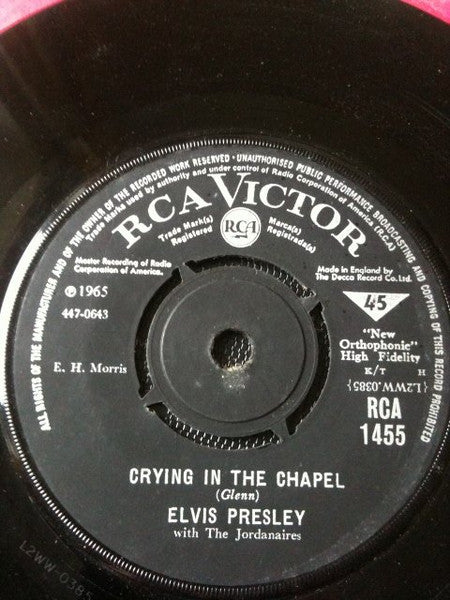 ALL RIGHTS OF THE MANUFACTURER AND OF THE OWNER OF THE RECORDED WORK RESERVED · UNAUTHORISED PUBLIC PERFORMANCE BROADCASTING AND COPYING OF THIS RECORD PROHIBITED
Trade Marks used by authority and under control of Radio Corporation of America. (R.C.A.)
RCA VICTOR
Trade Mark(s)
Registered
RCA
Marca(s)
Registrada(s)
Master Recording of Radio
Corporation of America.
Made in England by
The Decca Record Co. Ltd.
℗ 1965
447-0643
45
"New
Orthophonic"
High Fidelity
K/T H
E. H. Morris
{L2WW.0385}
RCA
1455
CRYING IN THE CHAPEL
(Glenn)
ELVIS PRESLEY
with The Jordanaires
L2WW_0385